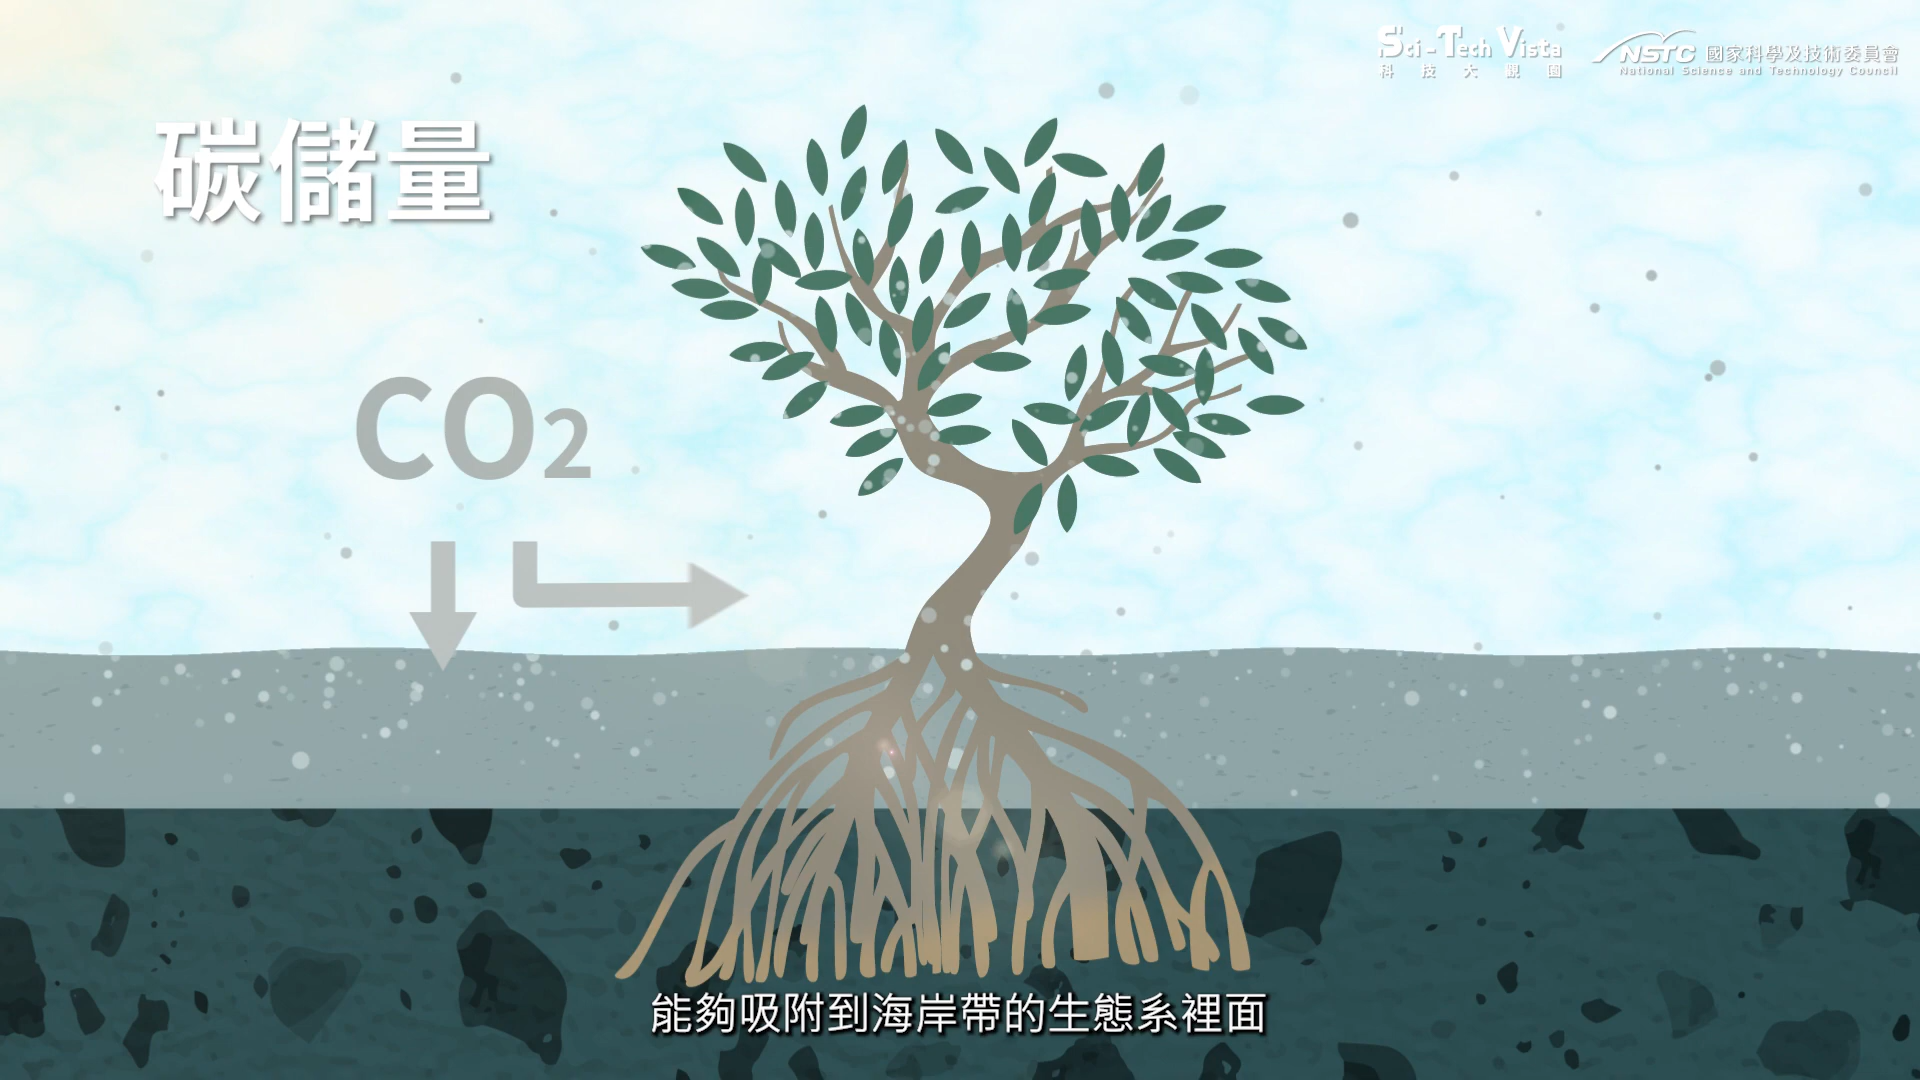 Sci-Tech Vista
科技大觀園
NSTC 國家科學及技術委員會
National Science and Technology Council
碳儲量
CO2
能夠吸附到海岸帶的生態系裡面